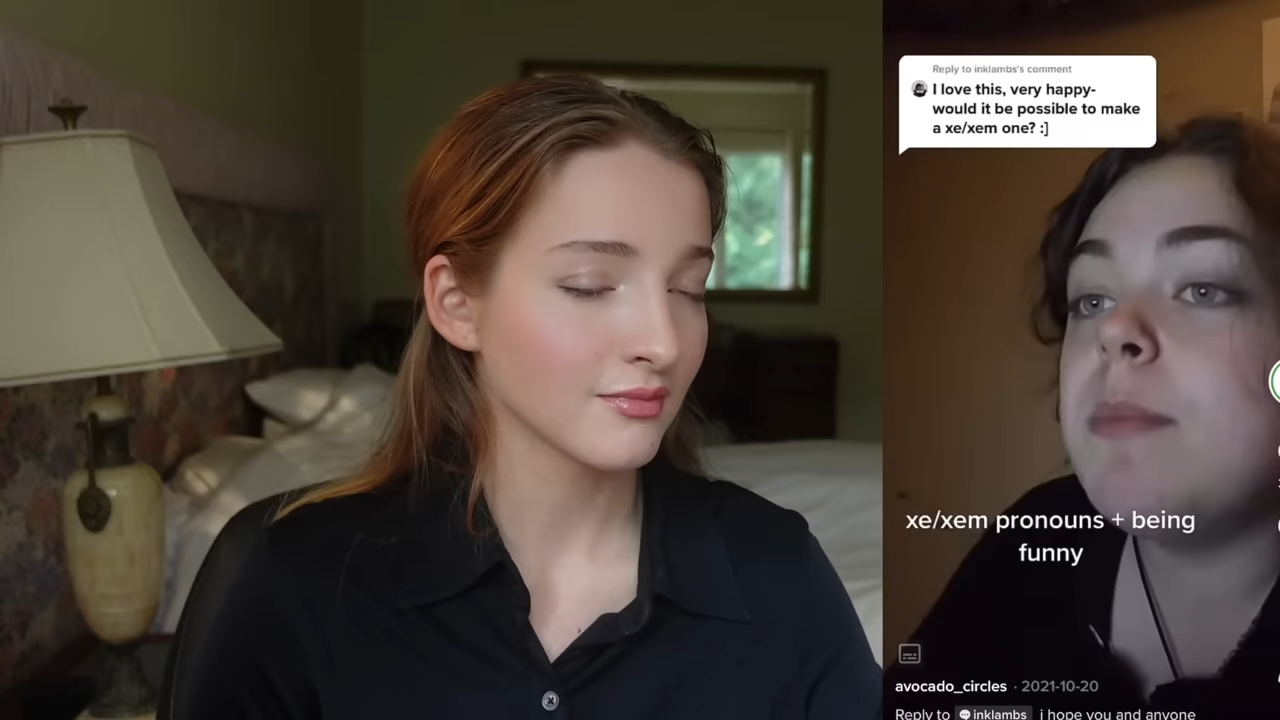 Reply to inklambs's comment
I love this, very happy-
would it be possible to make
a xe/xem one? :]
xe/xem pronouns + being
funny
avocado_circles · 2021-10-20
Reply to inklambs i hope you and anyone